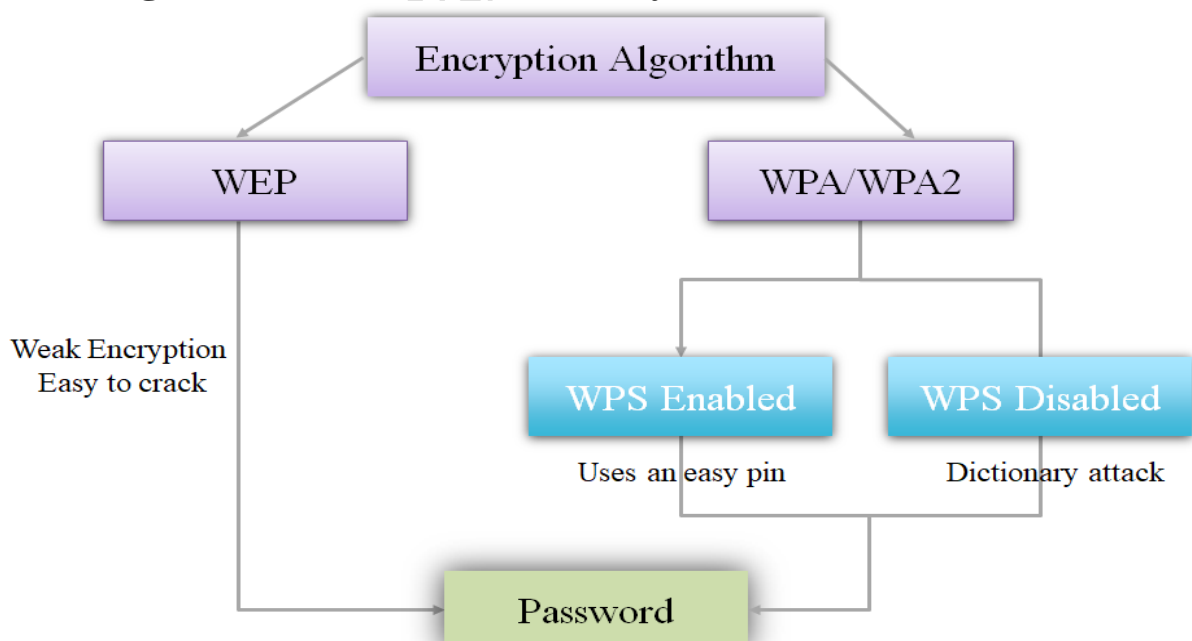 Encryption Algorithm
WEP
WPA/WPA2
Weak Encryption
Easy to crack
WPS Enabled
WPS Disabled
Uses an easy pin
Dictionary attack
Password